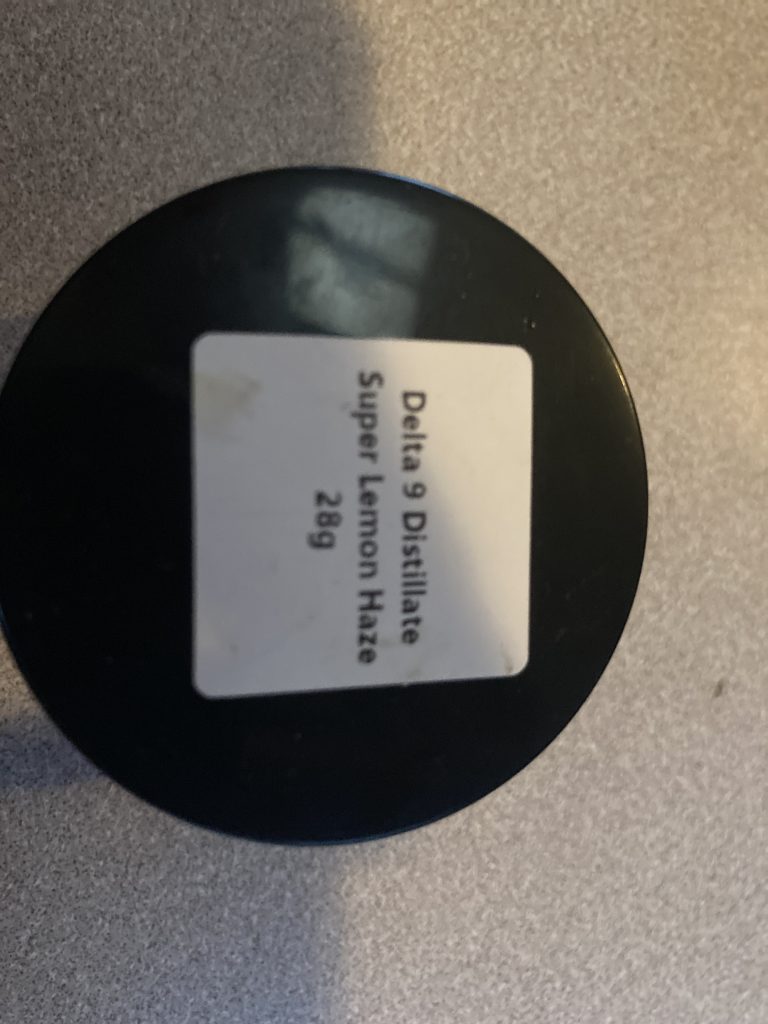 Delta 9 Distillate
Super Lemon Haze
28g